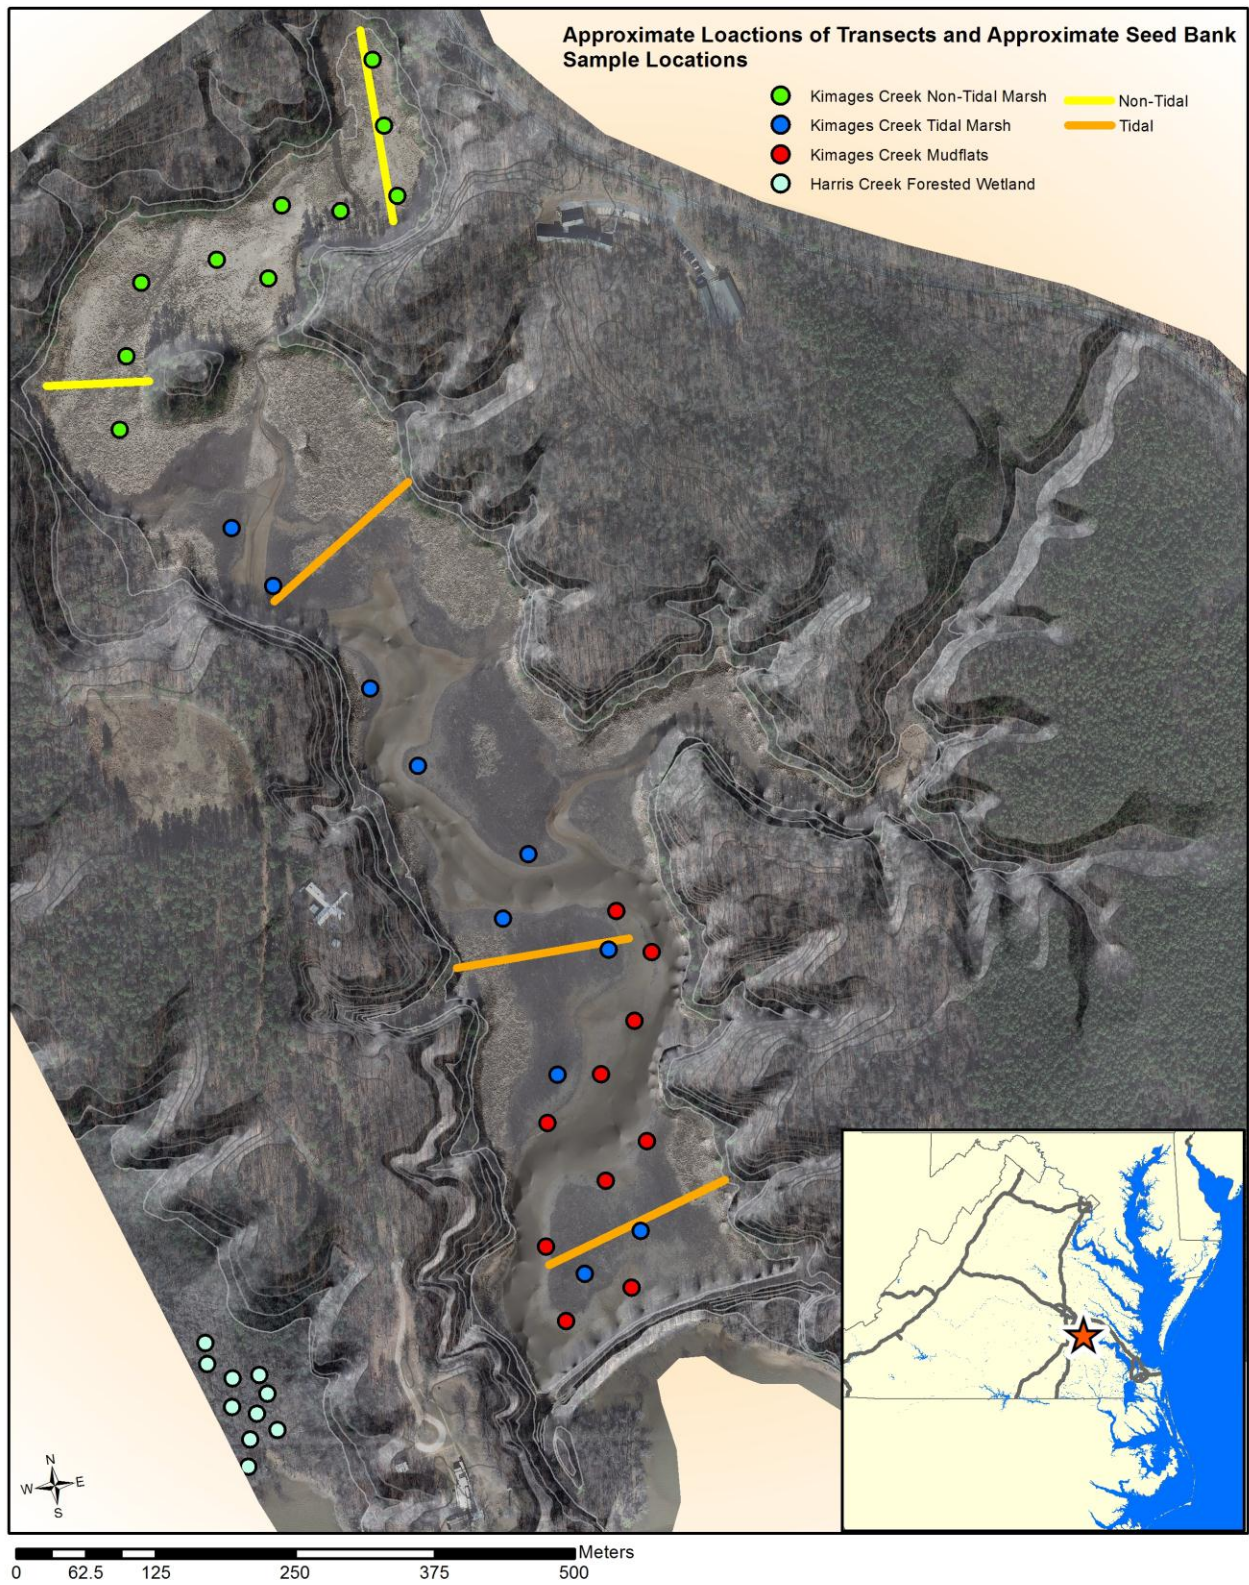 Approximate Loactions of Transects and Approximate Seed Bank
Sample Locations
Kimages Creek Non-Tidal Marsh
Kimages Creek Tidal Marsh
Kimages Creek Mudflats
Harris Creek Forested Wetland
Non-Tidal
Tidal
N
W E
S
Meters
0 62.5 125 250 375 500